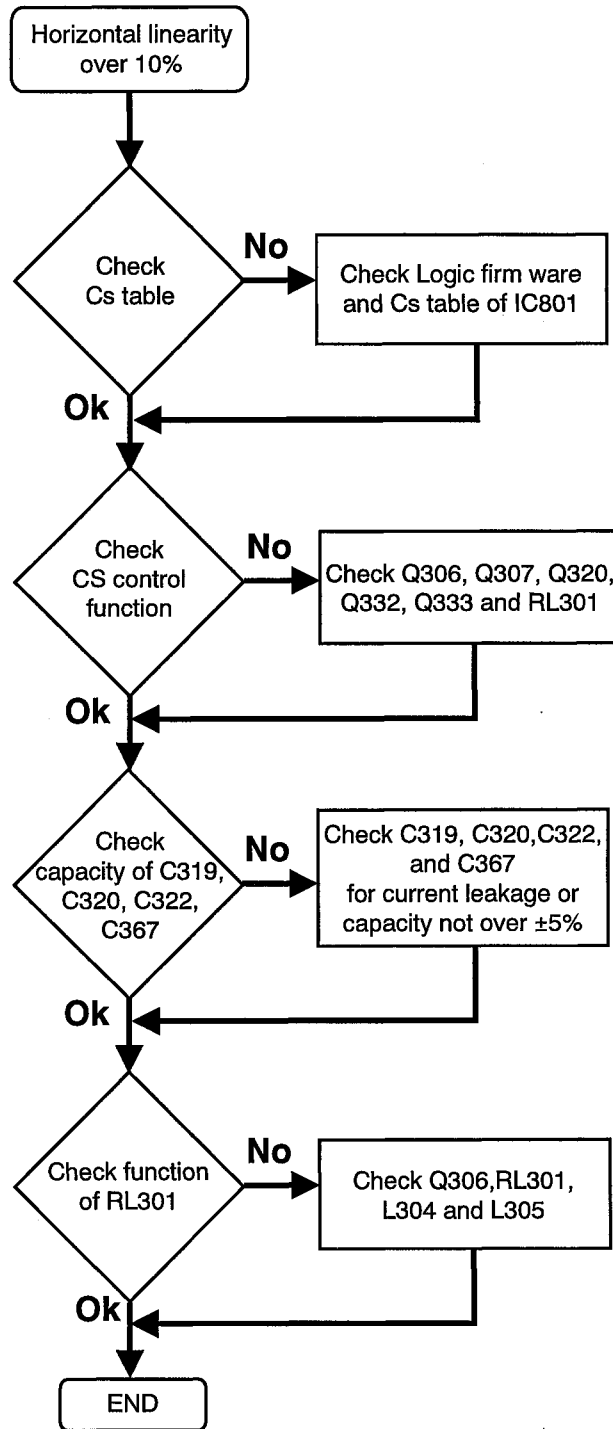 Horizontal linearity
over 10%
Check
Cs table
No
Check Logic firm ware
and Cs table of IC801
Ok
Check
CS control
function
No
Check Q306, Q307, Q320,
Q332, Q333 and RL301
Ok
Check
capacity of C319,
C320, C322,
C367
No
Check C319, C320,C322,
and C367
for current leakage or
capacity not over ±5%
Ok
Check function
of RL301
No
Check Q306,RL301,
L304 and L305
Ok
END